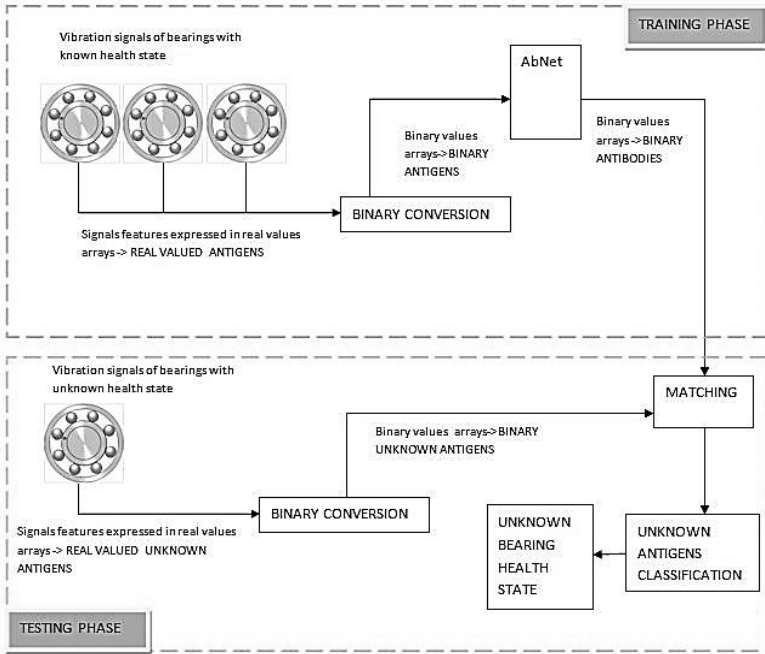 TRAINING PHASE
Vibration signals of bearings with
known health state
AbNet
Binary values
arrays->BINARY
ANTIGENS
Binary values
arrays->BINARY
ANTIBODIES
BINARY CONVERSION
Signals features expressed in real values
arrays-> REAL VALUED ANTIGENS
Vibration signals of bearings with
unknown health state
MATCHING
Binary values arrays->BINARY
UNKNOWN ANTIGENS
BINARY CONVERSION
Signals features expressed in real values
arrays-> REAL VALUED UNKNOWN
ANTIGENS
UNKNOWN
BEARING
HEALTH
STATE
UNKNOWN
ANTIGENS
CLASSIFICATION
TESTING PHASE